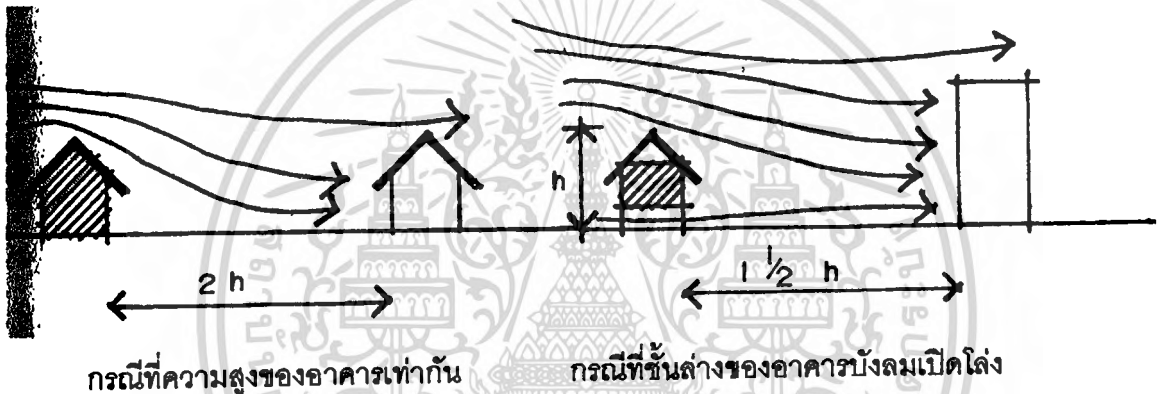 h
2 h
1 1/2 h
กรณีที่ความสูงของอาคารเท่ากัน กรณีที่ชั้นล่างของอาคารบังลมเปิดโล่ง